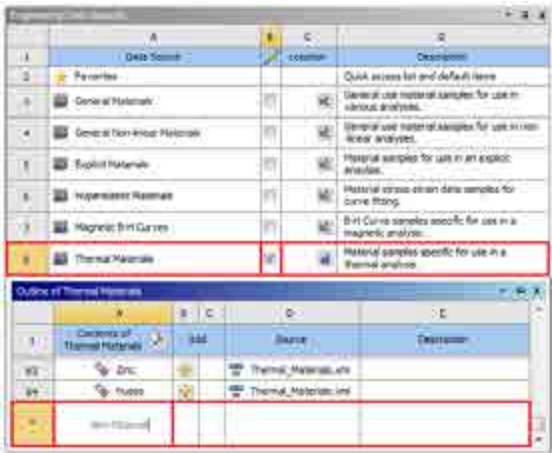 Engineering Data Sources
A B C D
1 Data Source Location Description
2 Favorites Quick access list and default items
3 General Materials General use material samples for use in
various analyses.
4 General Non-linear Materials General use material samples for use in non
-linear analyses.
5 Explicit Materials Material samples for use in an explicit
analysis.
6 Hyperelastic Materials Material stress-strain data samples for
curve fitting.
7 Magnetic B-H Curves B-H Curve samples specific for use in a
magnetic analysis.
8 Thermal Materials Material samples specific for use in a
thermal analysis.
Outline of Thermal Materials
A B C D E
1 Contents of
Thermal Materials Add Source Description
Zinc Thermal_Materials.xml
Thermal_Materials.xml
* New Material